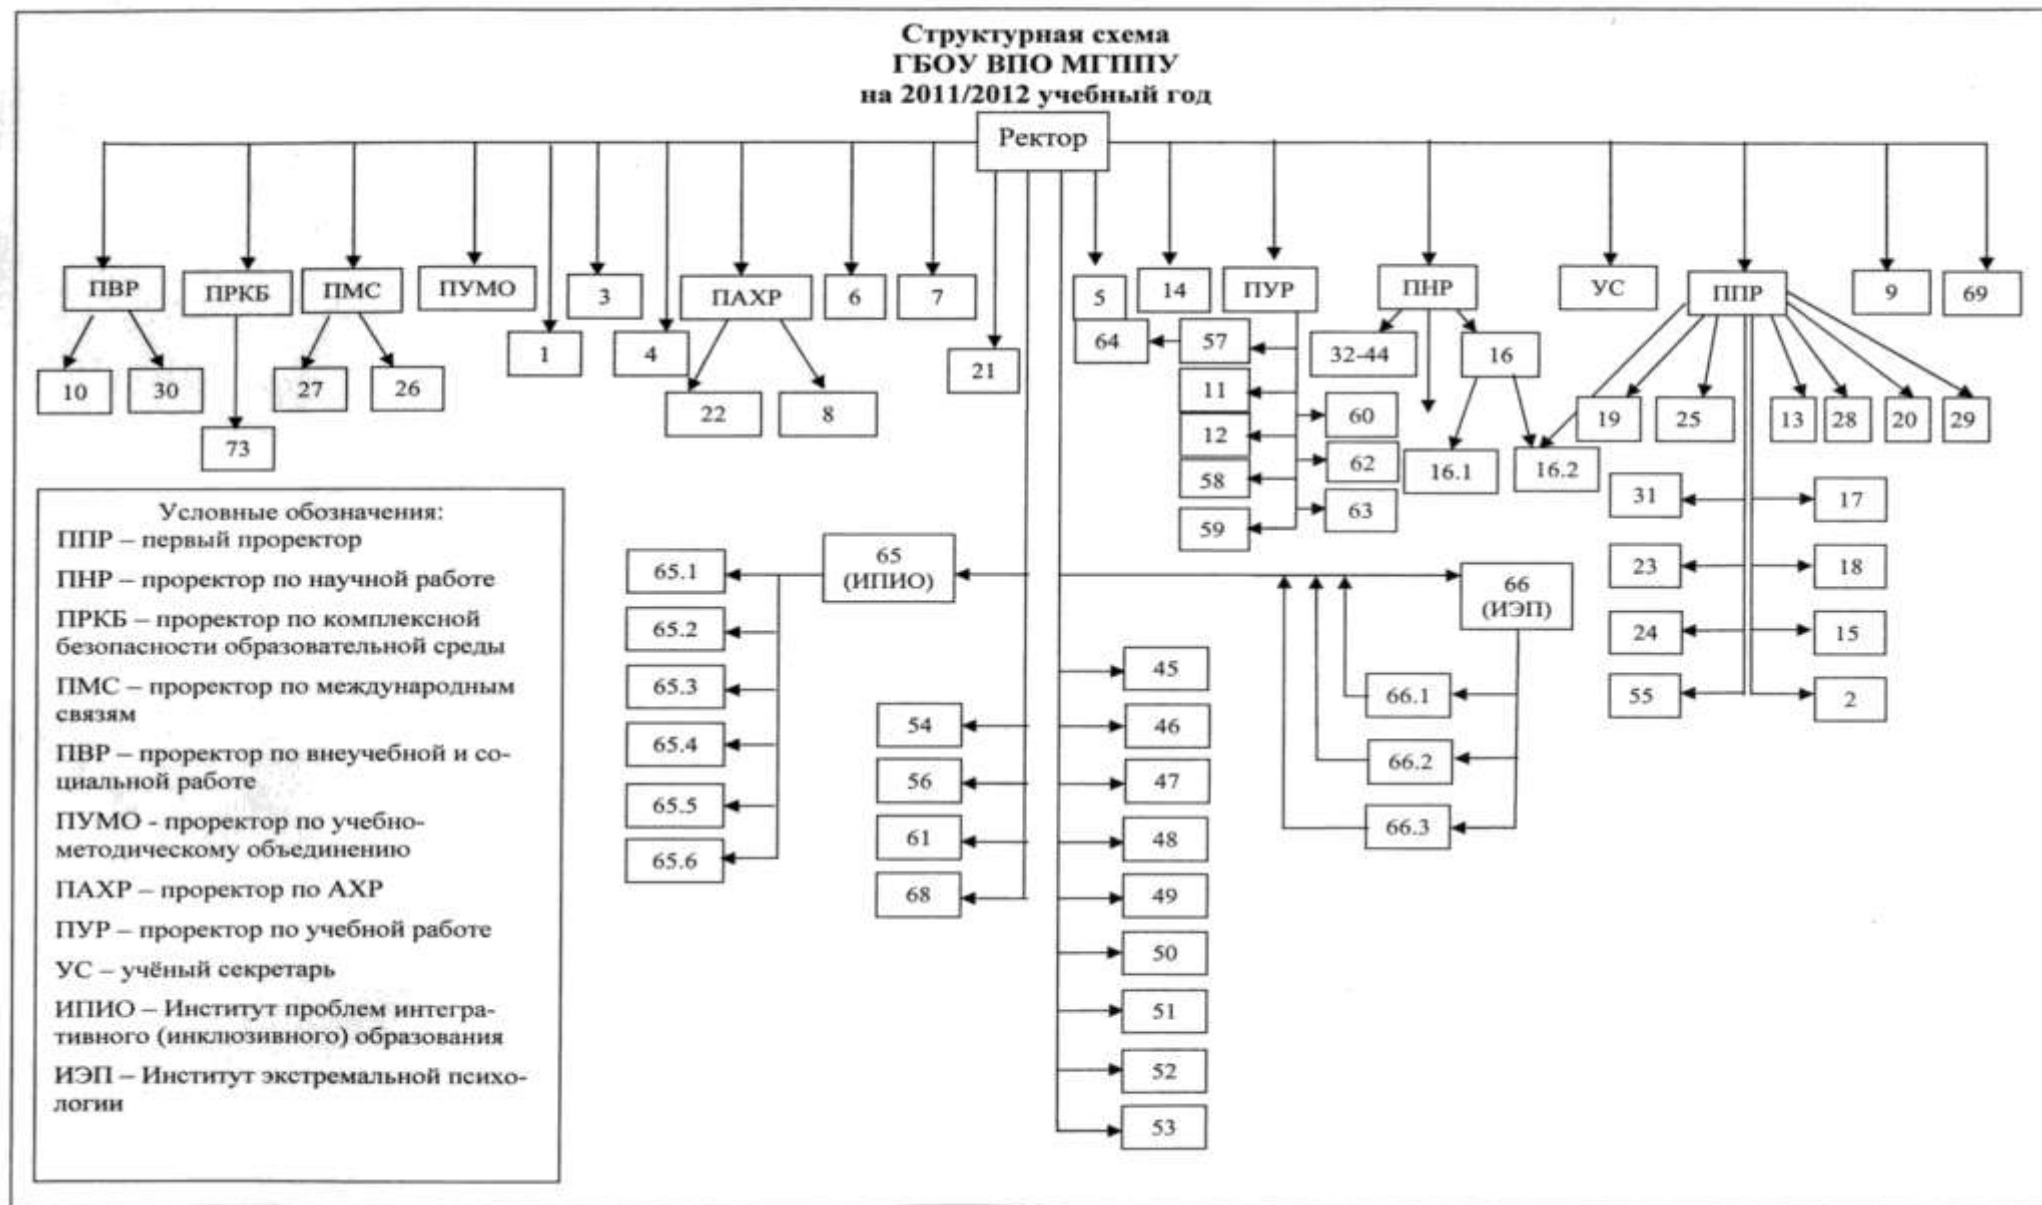 Структурная схема
ГБОУ ВПО МГППУ
на 2011/2012 учебный год
Ректор
ПВР
ПРКБ
ПМС
ПУМО
1
3
4
ПАХР
6
7
21
5
14
ПУР
ПНР
УС
ППР
9
69
10
30
73
27
26
22
8
64
57
11
12
58
59
60
62
63
32-44
16
16.1
16.2
19
25
13
28
20
29
31
17
23
18
24
15
55
2
65
(ИПИО)
65.1
65.2
65.3
65.4
65.5
65.6
54
56
61
68
66
(ИЭП)
66.1
66.2
66.3
45
46
47
48
49
50
51
52
53
Условные обозначения:
ППР – первый проректор
ПНР – проректор по научной работе
ПРКБ – проректор по комплексной
безопасности образовательной среды
ПМС – проректор по международным
связям
ПВР – проректор по внеучебной и со-
циальной работе
ПУМО - проректор по учебно-
методическому объединению
ПАХР – проректор по АХР
ПУР – проректор по учебной работе
УС – учёный секретарь
ИПИО – Институт проблем интегра-
тивного (инклюзивного) образования
ИЭП – Институт экстремальной психо-
логии